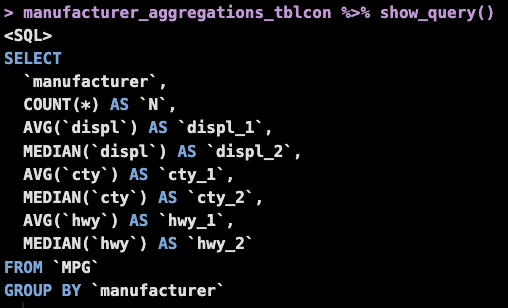 > manufacturer_aggregations_tblcon %>% show_query()
<SQL>
SELECT
  `manufacturer`,
  COUNT(*) AS `N`,
  AVG(`displ`) AS `displ_1`,
  MEDIAN(`displ`) AS `displ_2`,
  AVG(`cty`) AS `cty_1`,
  MEDIAN(`cty`) AS `cty_2`,
  AVG(`hwy`) AS `hwy_1`,
  MEDIAN(`hwy`) AS `hwy_2`
FROM `MPG`
GROUP BY `manufacturer`